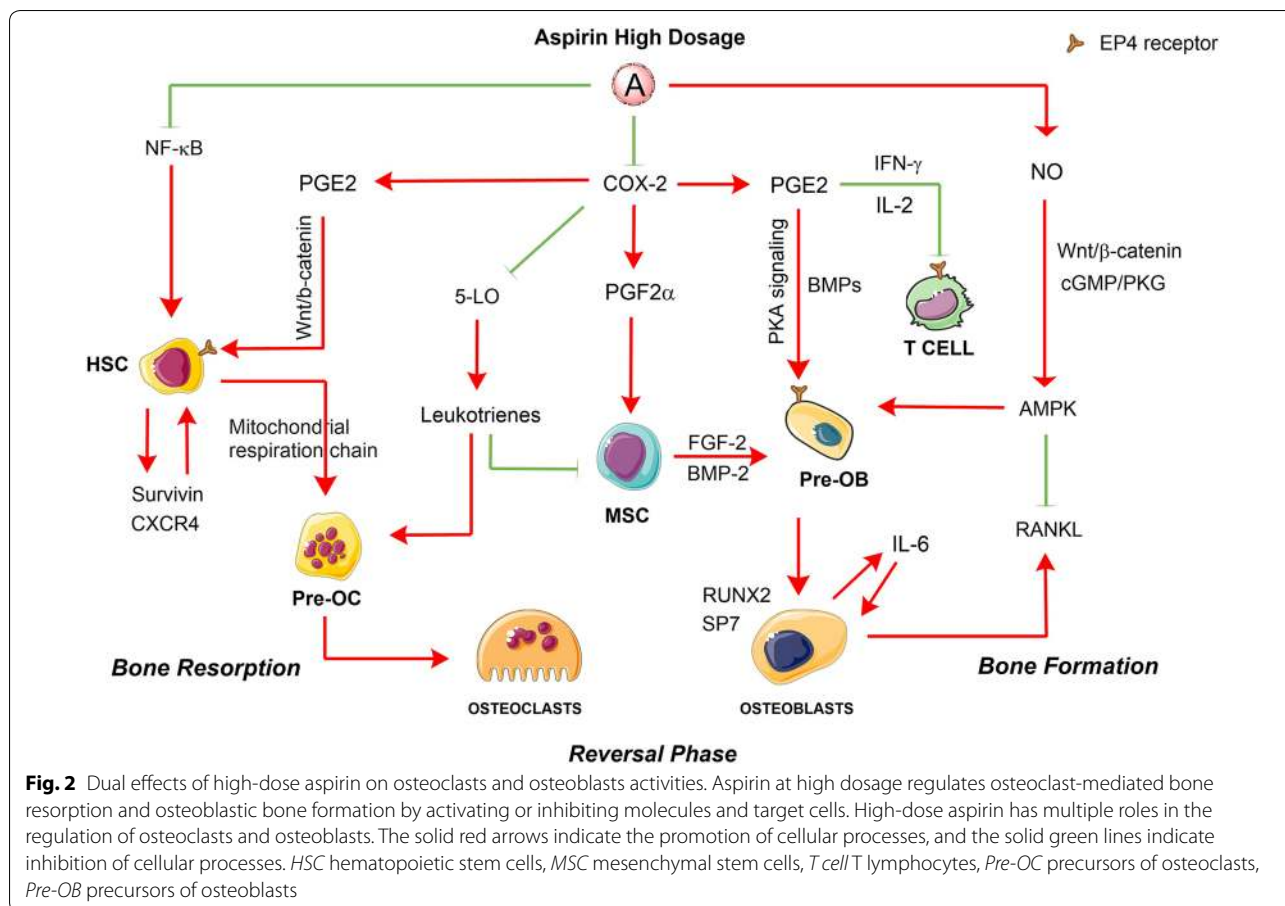 Aspirin High Dosage
EP4 receptor
A
NF-κB
PGE2
COX-2
PGE2
IFN-γ
IL-2
NO
Wnt/b-catenin
5-LO
PGF2α
PKA signaling
BMPs
Wnt/β-catenin
cGMP/PKG
T CELL
HSC
Leukotrienes
AMPK
Mitochondrial
respiration chain
FGF-2
BMP-2
Pre-OB
Survivin
CXCR4
MSC
RANKL
IL-6
Pre-OC
RUNX2
SP7
Bone Resorption
Bone Formation
OSTEOCLASTS
OSTEOBLASTS
Reversal Phase
Fig. 2 Dual effects of high-dose aspirin on osteoclasts and osteoblasts activities. Aspirin at high dosage regulates osteoclast-mediated bone
resorption and osteoblastic bone formation by activating or inhibiting molecules and target cells. High-dose aspirin has multiple roles in the
regulation of osteoclasts and osteoblasts. The solid red arrows indicate the promotion of cellular processes, and the solid green lines indicate
inhibition of cellular processes. HSC hematopoietic stem cells, MSC mesenchymal stem cells, T cell T lymphocytes, Pre-OC precursors of osteoclasts,
Pre-OB precursors of osteoblasts